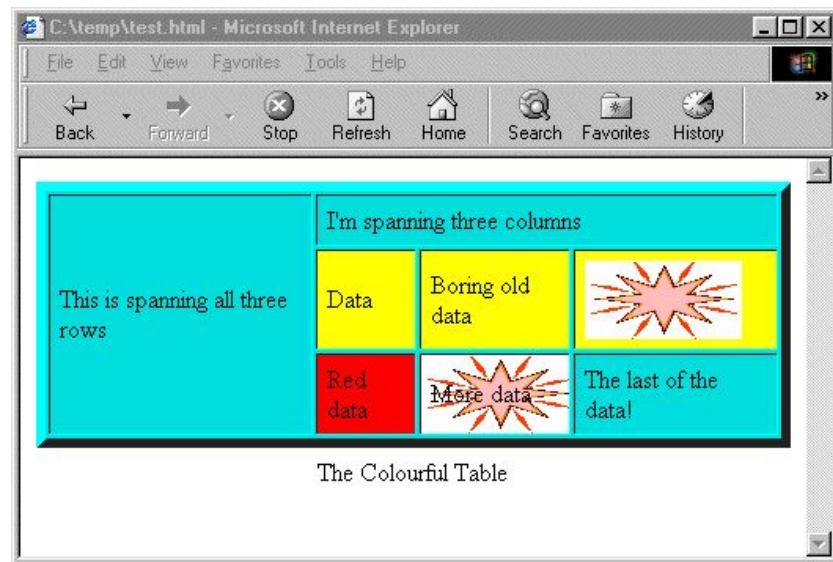 C:\temp\test.html - Microsoft Internet Explorer
File Edit View Favorites Tools Help
Back Forward Stop Refresh Home Search Favorites History »
I'm spanning three columns
This is spanning all three
rows
Data
Boring old
data
Red
data
More data
The last of the
data!
The Colourful Table